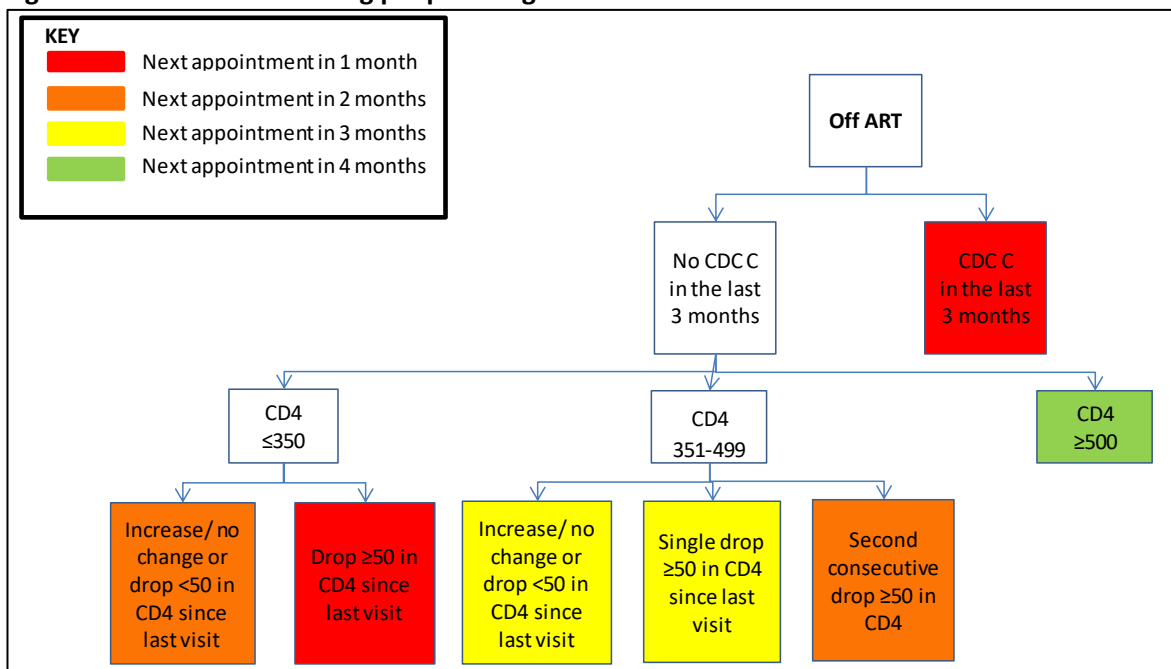 KEY
Next appointment in 1 month
Next appointment in 2 months
Next appointment in 3 months
Next appointment in 4 months
Off ART
No CDC C
in the last
3 months
CDC C
in the last
3 months
CD4
≤350
CD4
351-499
CD4
≥500
Increase/ no
change or
drop <50 in
CD4 since
last visit
Drop ≥50 in
CD4 since
last visit
Increase/ no
change or
drop <50 in
CD4 since
last visit
Single drop
≥50 in CD4
since last
visit
Second
consecutive
drop ≥50 in
CD4